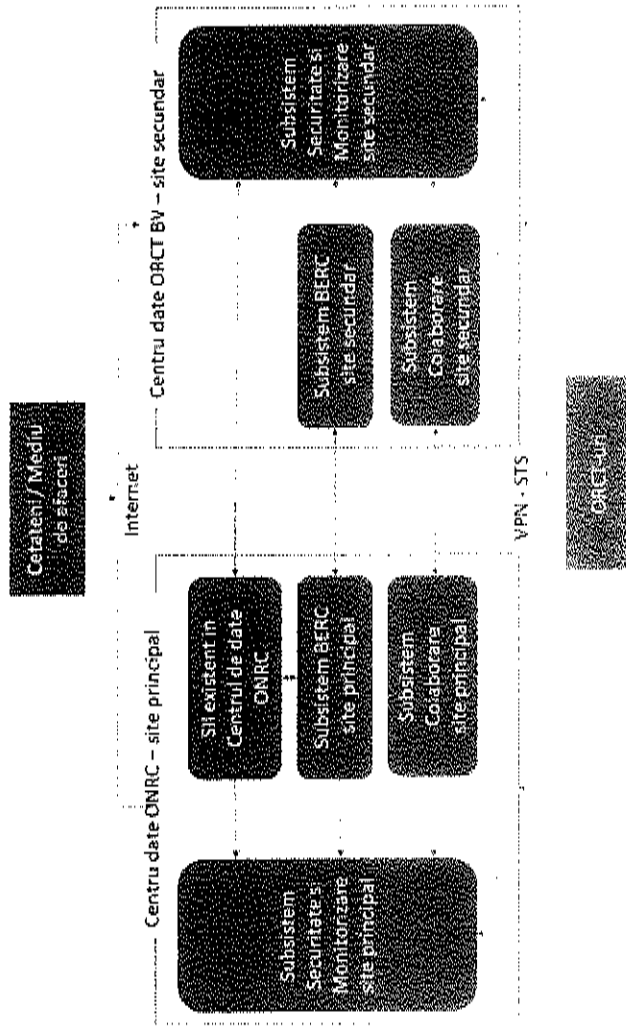 Cetateni / Mediu
de afaceri
Internet
Centru date ONRC – site principal
Centru date ORCT BV – site secundar
Subsistem
Securitate si
Monitorizare
site principal
SII existent in
Centrul de date
ONRC
Subsistem BERC
site principal
Subsistem
Colaborare
site principal
Subsistem BERC
site secundar
Subsistem
Colaborare
site secundar
Subsistem
Securitate si
Monitorizare
site secundar
VPN - STS
ORCT-uri